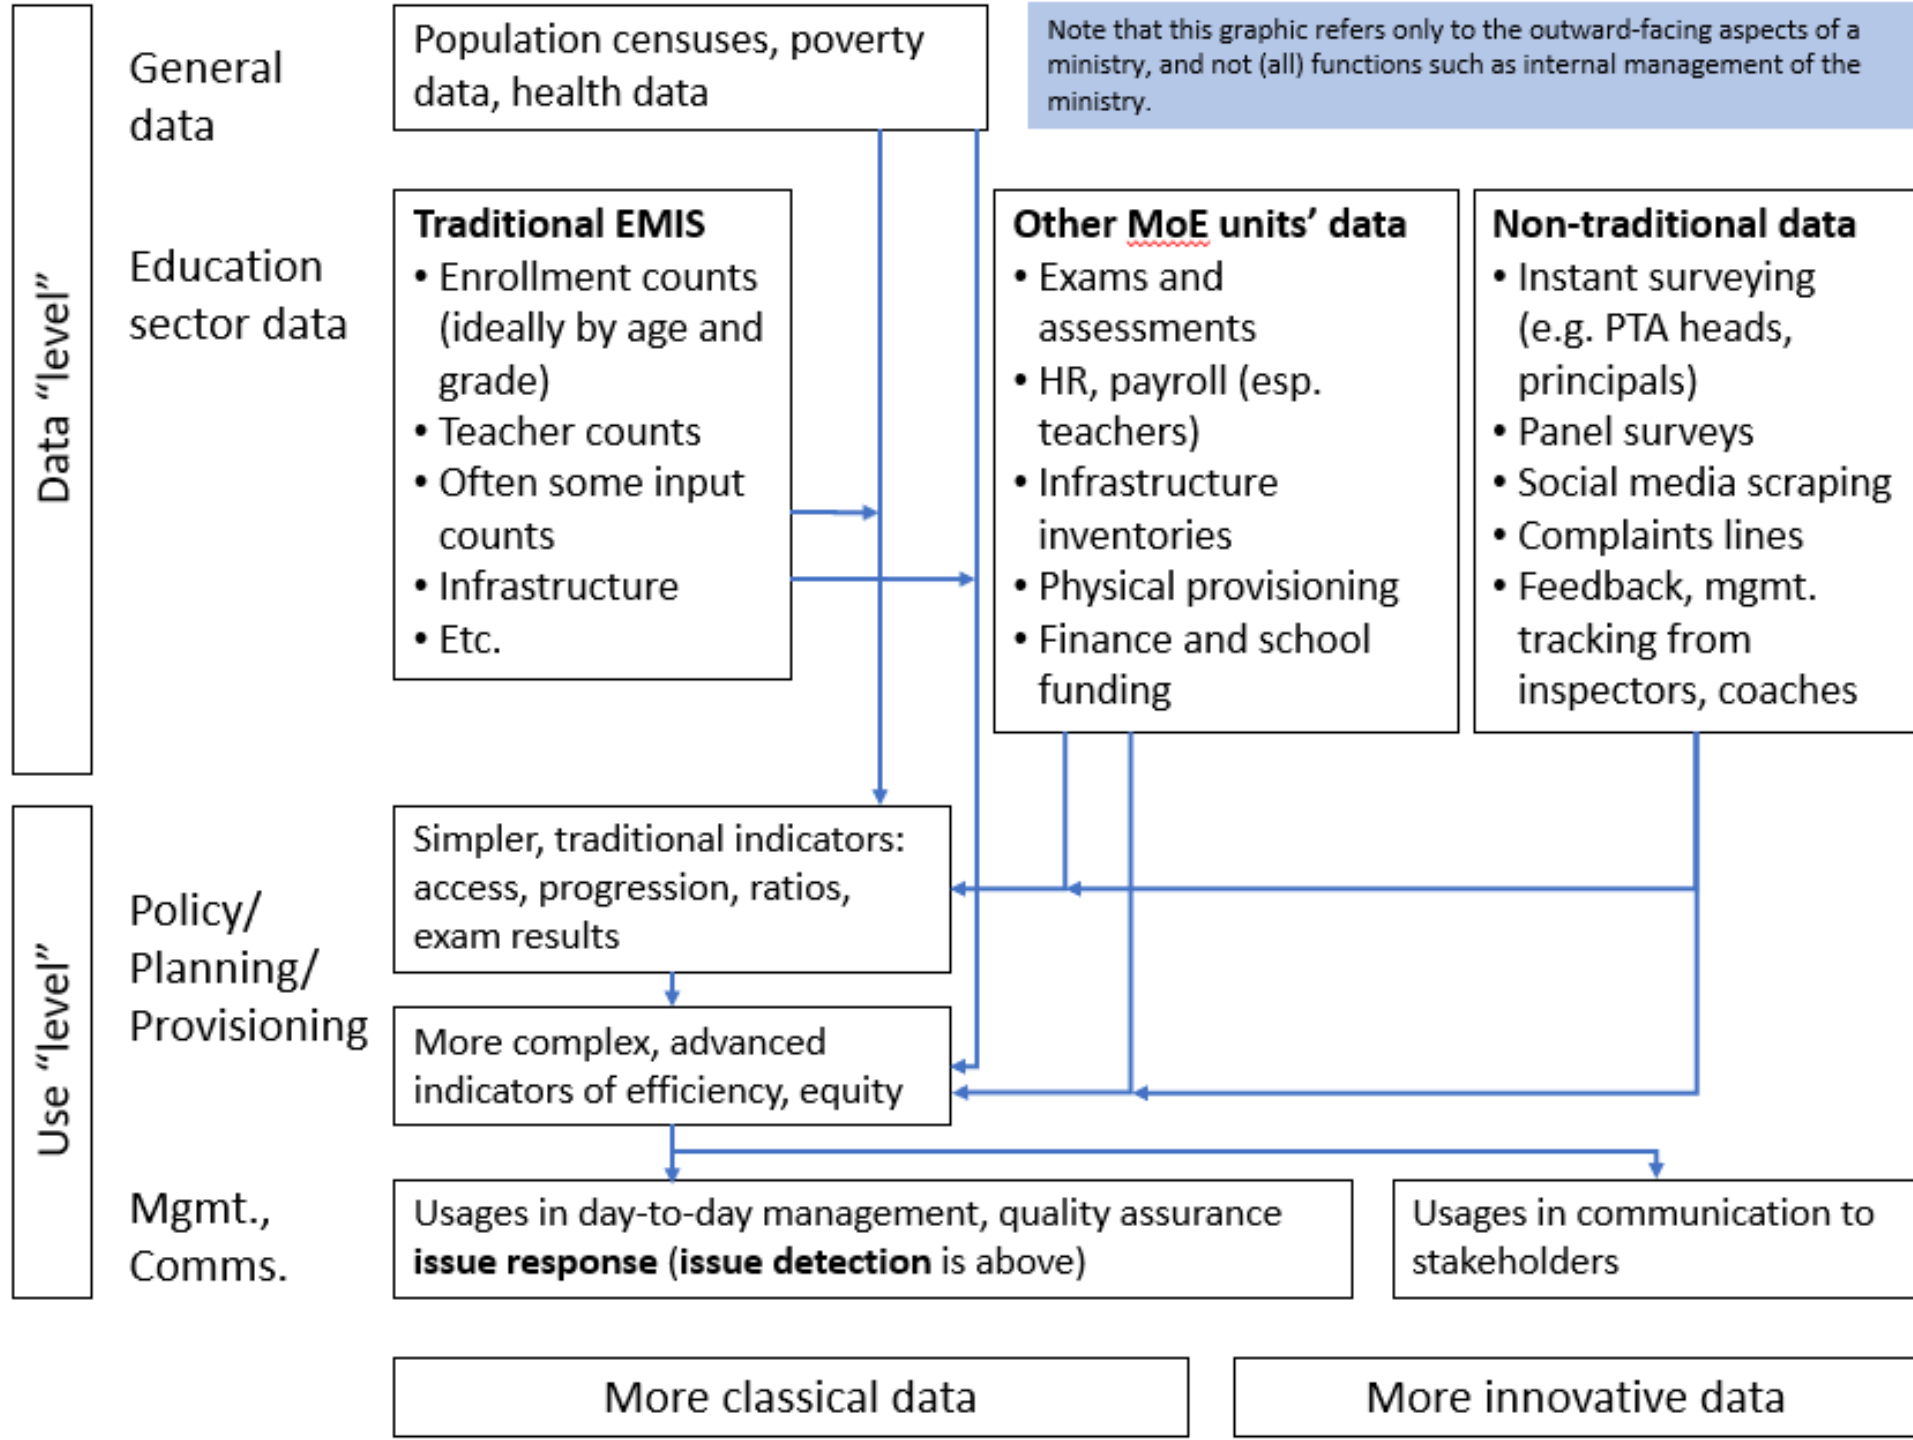 Population censuses, poverty
data, health data
Note that this graphic refers only to the outward-facing aspects of a
ministry, and not (all) functions such as internal management of the
ministry.
General
data
Data “level”
Education
sector data
Traditional EMIS
• Enrollment counts
(ideally by age and
grade)
• Teacher counts
• Often some input
counts
• Infrastructure
• Etc.
Other MoE units’ data
• Exams and
assessments
• HR, payroll (esp.
teachers)
• Infrastructure
inventories
• Physical provisioning
• Finance and school
funding
Non-traditional data
• Instant surveying
(e.g. PTA heads,
principals)
• Panel surveys
• Social media scraping
• Complaints lines
• Feedback, mgmt.
tracking from
inspectors, coaches
Use “level”
Policy/
Planning/
Provisioning
Simpler, traditional indicators:
access, progression, ratios,
exam results
More complex, advanced
indicators of efficiency, equity
Mgmt.,
Comms.
Usages in day-to-day management, quality assurance
issue response (issue detection is above)
Usages in communication to
stakeholders
More classical data
More innovative data